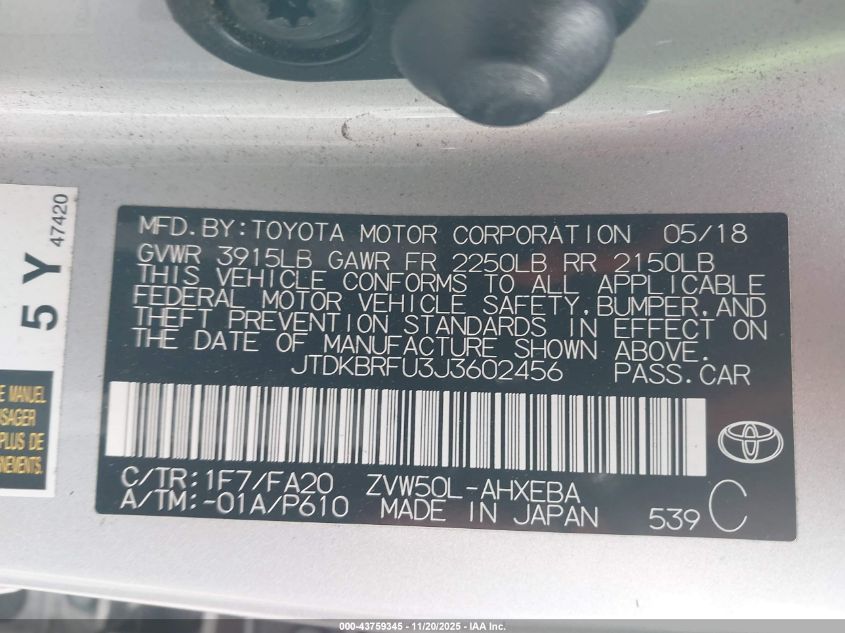 MFD.BY:TOYOTA MOTOR CORPORATION 05/18
GVWR 3915LB GAWR FR 2250LB RR 2150LB
THIS VEHICLE CONFORMS TO ALL APPLICABLE
FEDERAL MOTOR VEHICLE SAFETY,BUMPER,AND
THEFT PREVENTION STANDARDS IN EFFECT ON
THE DATE OF MANUFACTURE SHOWN ABOVE.
JTDKBRFU3J3602456 PASS.CAR
C/TR:1F7/FA20 ZVW50L-AHXEBA
A/TM:-01A/P610 MADE IN JAPAN 539 C
5Y 47420
E MANUEL
USAGER
PLUS DE
GNEMENTS.
000-43759345 - 11/20/2025 - IAA Inc.